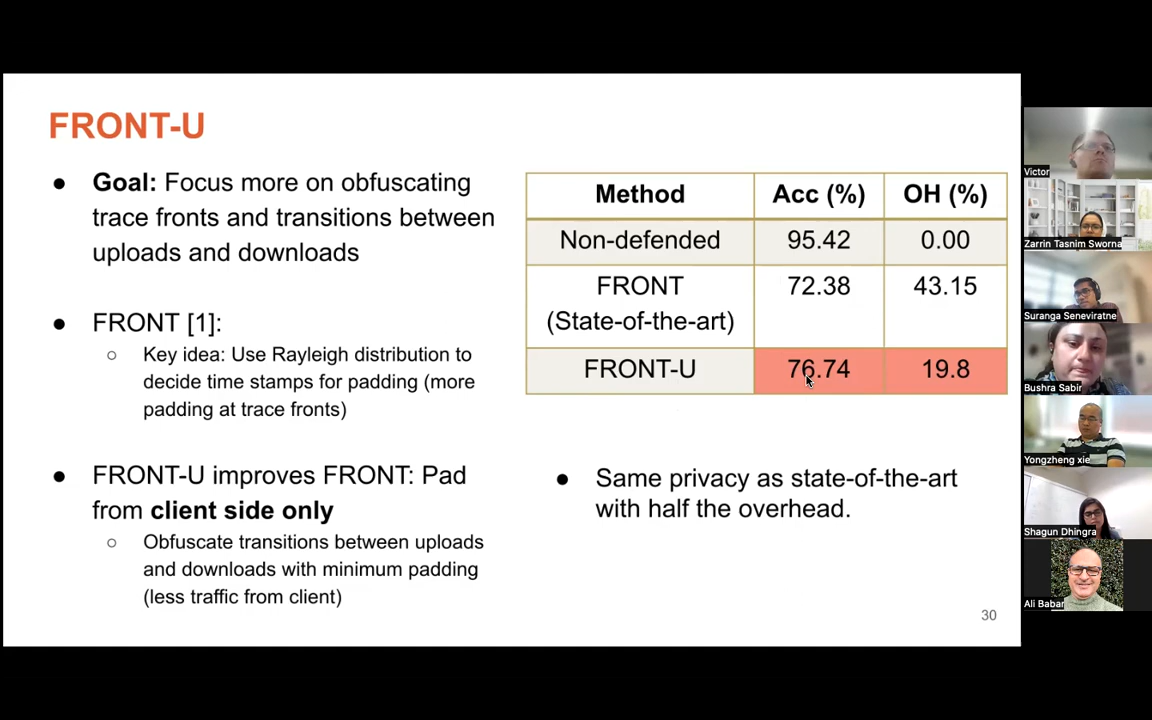 FRONT-U
● Goal: Focus more on obfuscating
trace fronts and transitions between
uploads and downloads
● FRONT [1]:
○ Key idea: Use Rayleigh distribution to
decide time stamps for padding (more
padding at trace fronts)
● FRONT-U improves FRONT: Pad
from client side only
○ Obfuscate transitions between uploads
and downloads with minimum padding
(less traffic from client)
Method Acc (%) OH (%)
Non-defended 95.42 0.00
FRONT 72.38 43.15
(State-of-the-art)
FRONT-U 76.74 19.8
● Same privacy as state-of-the-art
with half the overhead.
30
Victor
Zarrin Tasnim Sworna
Suranga Seneviratne
Bushra Sabir
Yongzheng xie
Shagun Dhingra
Ali Babar